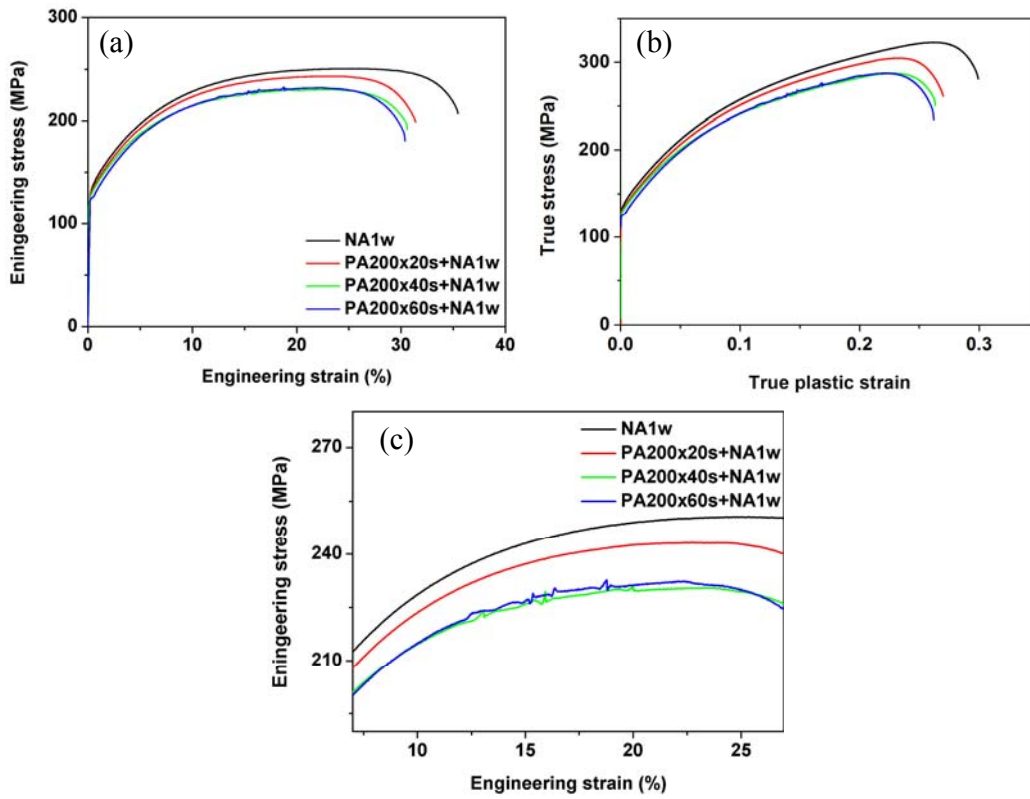 (a)
Eningeering stress (MPa)
300
200
100
0
NA1w
PA200x20s+NA1w
PA200x40s+NA1w
PA200x60s+NA1w
0 10 20 30 40
Engineering strain (%)
(b)
True stress (MPa)
300
200
100
0
0.0 0.1 0.2 0.3
True plastic strain
(c)
Eningeering stress (MPa)
270
240
210
NA1w
PA200x20s+NA1w
PA200x40s+NA1w
PA200x60s+NA1w
10 15 20 25
Engineering strain (%)